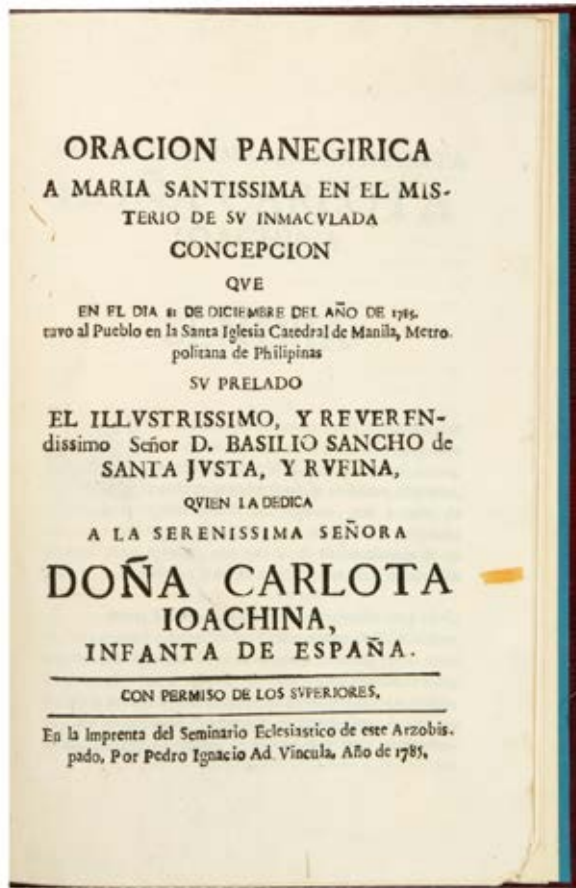 ORACION PANEGIRICA
A MARIA SANTISSIMA EN EL MIS-
TERIO DE SV INMACVLADA
CONCEPCION
QVE
EN EL DIA DE DICIEMBRE DEL AÑO DE 1785.
tavo al Pueblo en la Santa Iglesia Catedral de Manila, Metro.
politana de Philipinas
SV PRELADO
EL ILLVSTRISSIMO, Y REVEREN-
dissimo Señor D. BASILIO SANCHO de
SANTA JVSTA, Y RVFINA,
QVIEN LA DEDICA
A LA SERENISSIMA SEÑORA
DOÑA CARLOTA
IOACHINA,
INFANTA DE ESPAÑA.
CON PERMISO DE LOS SVPERIORES,
En la Imprenta del Seminario Eclesiastico de este Arzobis.
pado, Por Pedro Ignacio Ad. Vincula, Año de 1785,